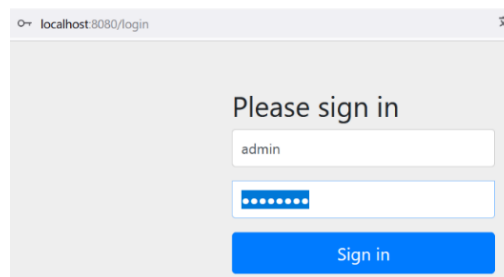 localhost:8080/login
Please sign in
admin
••••••••
Sign in